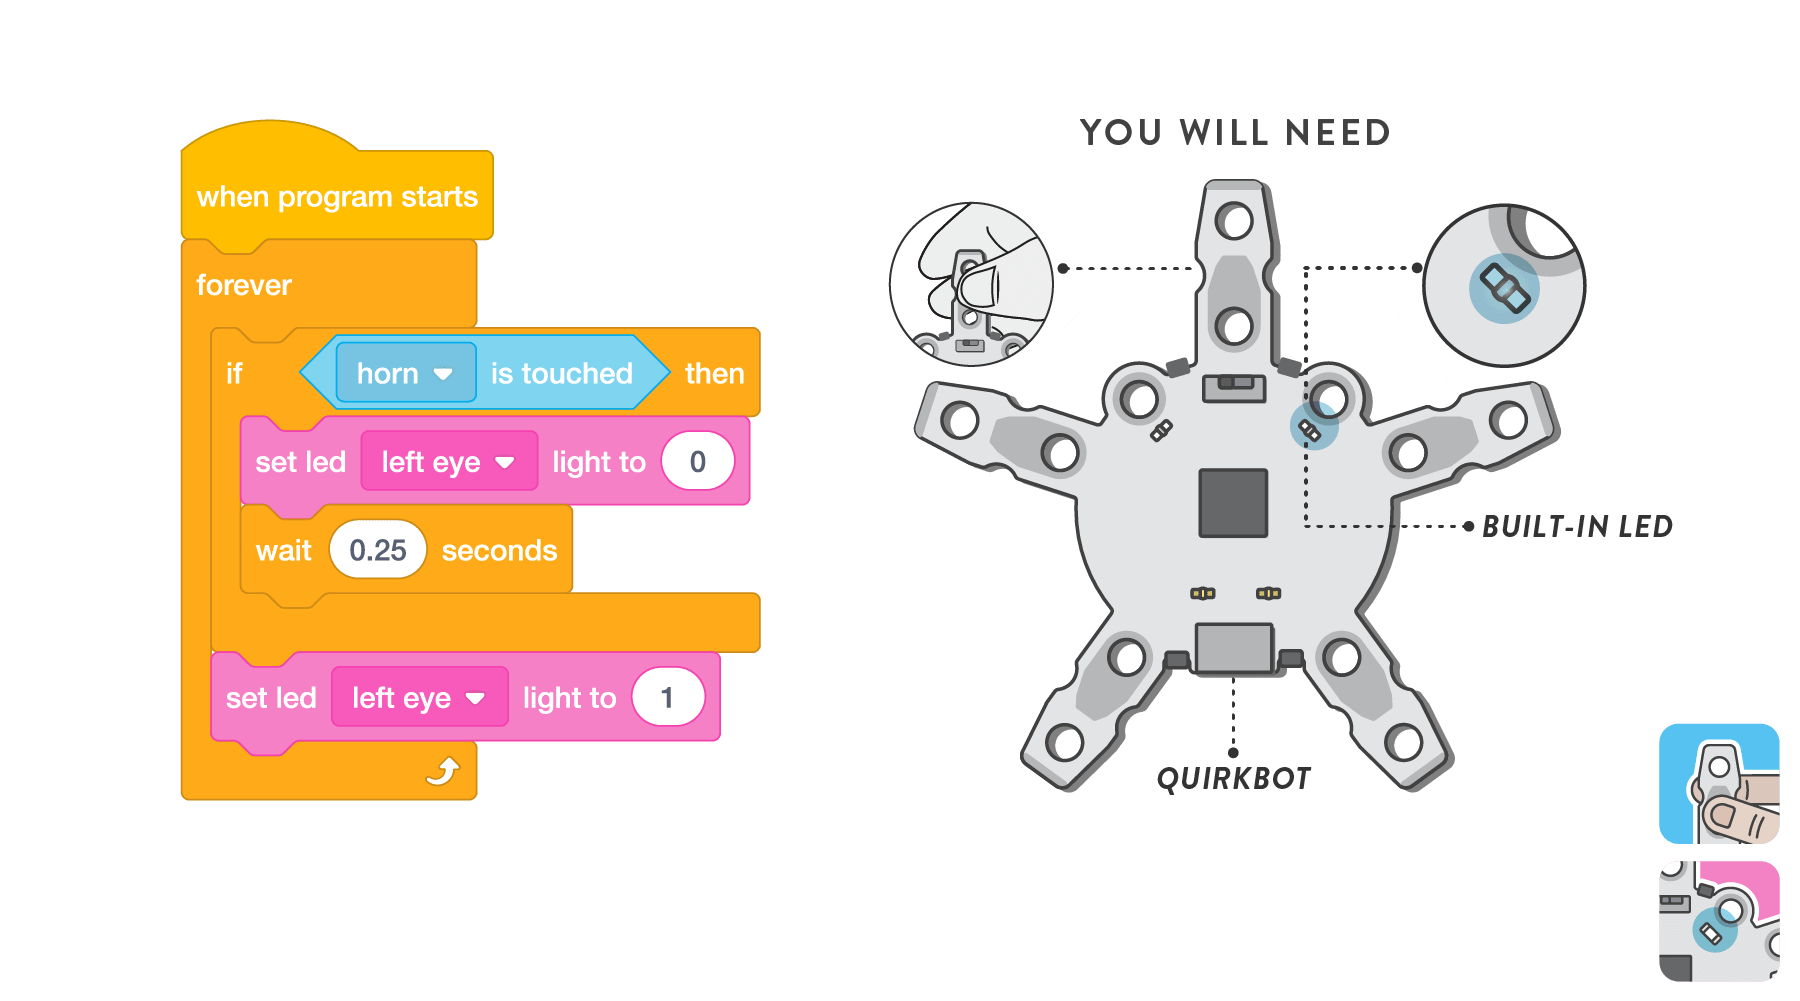 when program starts
forever
if horn is touched then
set led left eye light to 0
wait 0.25 seconds
set led left eye light to 1
YOU WILL NEED
BUILT-IN LED
QUIRKBOT